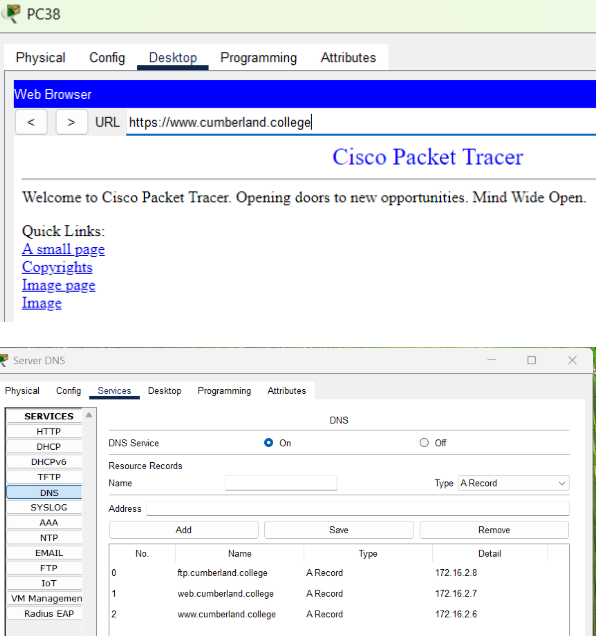 PC38
Physical Config Desktop Programming Attributes
Web Browser
< > URL https://www.cumberland.college
Cisco Packet Tracer
Welcome to Cisco Packet Tracer. Opening doors to new opportunities. Mind Wide Open.
Quick Links:
A small page
Copyrights
Image page
Image
Server DNS
Physical Config Services Desktop Programming Attributes
SERVICES
HTTP
DHCP
DHCPv6
TFTP
DNS
SYSLOG
AAA
NTP
EMAIL
FTP
IoT
VM Managemen
Radius EAP
DNS
DNS Service On Off
Resource Records
Name Type A Record
Address
Add Save Remove
No. Name Type Detail
0 ftp.cumberland.college A Record 172.16.2.8
1 web.cumberland.college A Record 172.16.2.7
2 www.cumberland.college A Record 172.16.2.6